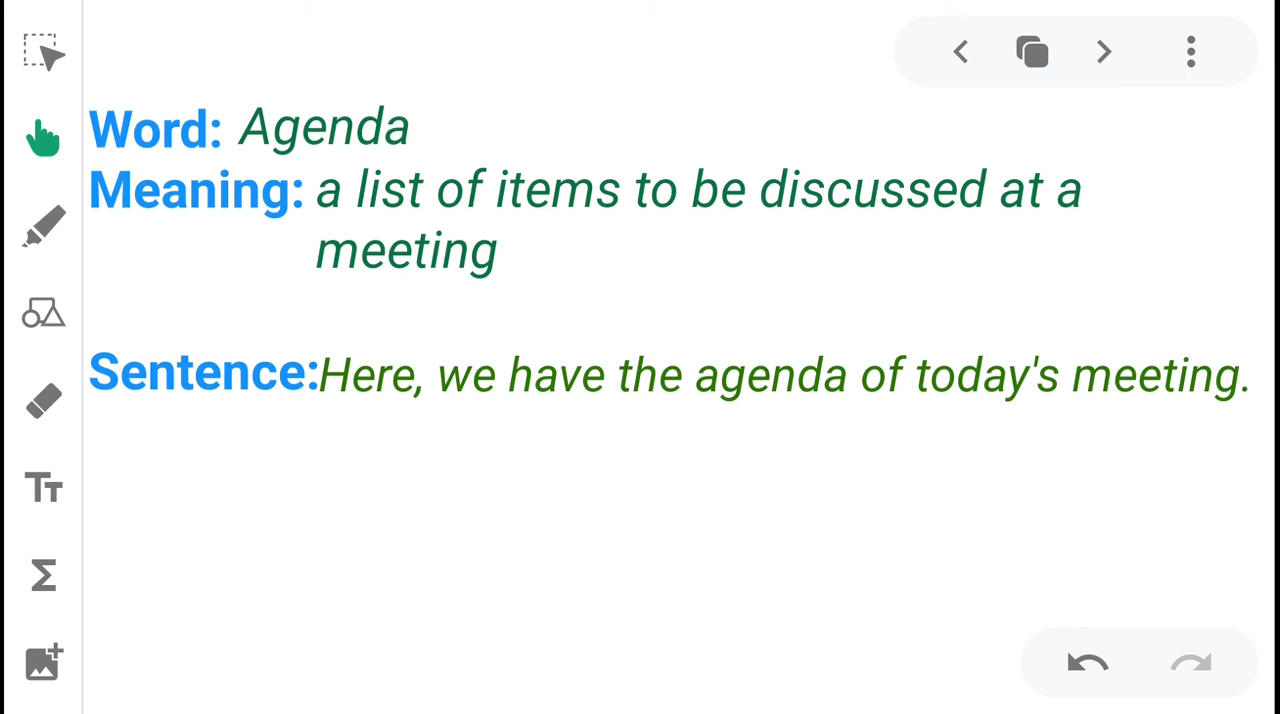 Word: Agenda
Meaning: a list of items to be discussed at a
meeting
Sentence:Here, we have the agenda of today's meeting.